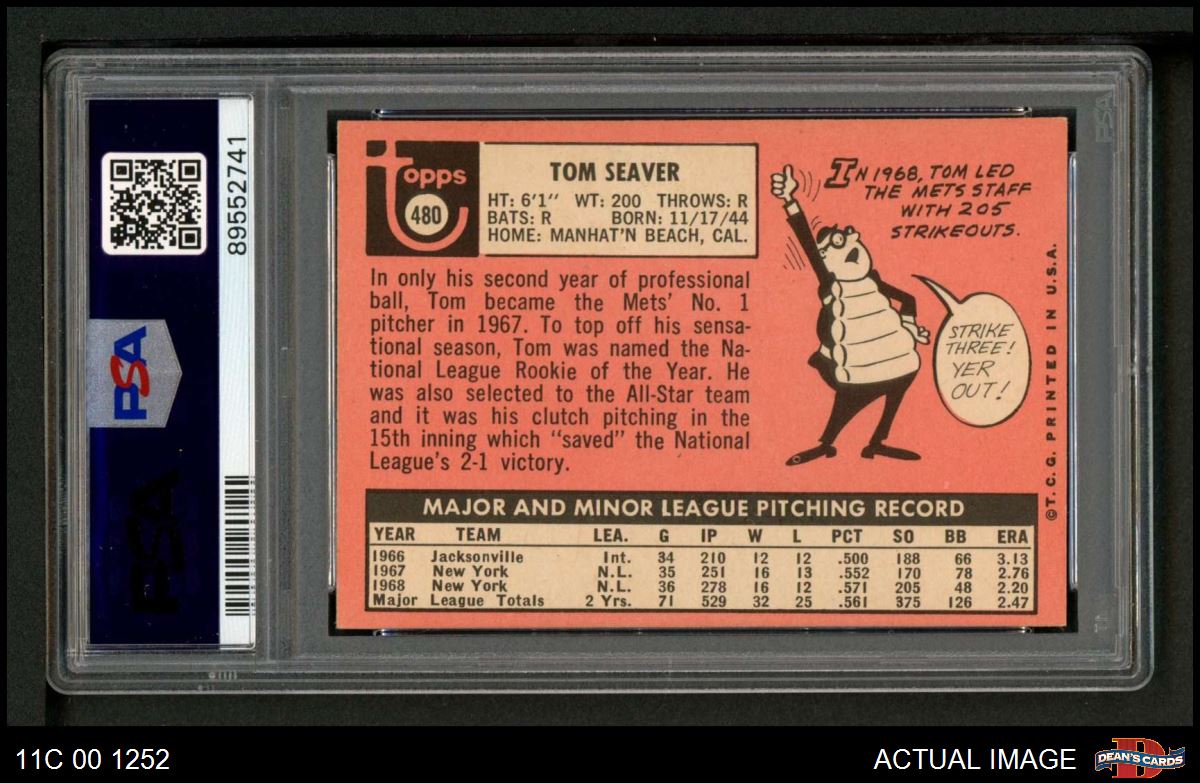 89552741
PSA
PSA
PSA
topps
480
TOM SEAVER
HT: 6'1" WT: 200 THROWS: R
BATS: R BORN: 11/17/44
HOME: MANHAT'N BEACH, CAL.
In only his second year of professional
ball, Tom became the Mets' No. 1
pitcher in 1967. To top off his sensa-
tional season, Tom was named the Na-
tional League Rookie of the Year. He
was also selected to the All-Star team
and it was his clutch pitching in the
15th inning which "saved" the National
League's 2-1 victory.
IN 1968, TOM LED
THE METS STAFF
WITH 205
STRIKEOUTS.
STRIKE
THREE!
YER
OUT!
©T. C. G. PRINTED IN U.S.A.
MAJOR AND MINOR LEAGUE PITCHING RECORD
YEAR TEAM LEA. G IP W L PCT SO BB ERA
1966 Jacksonville Int. 34 210 12 12 .500 188 66 3.13
1967 New York N.L. 35 251 16 13 .552 170 78 2.76
1968 New York N.L. 36 278 16 12 .571 205 48 2.20
Major League Totals 2 Yrs. 71 529 32 25 .561 375 126 2.47
11C 00 1252
ACTUAL IMAGE
D
DEAN'S CARDS